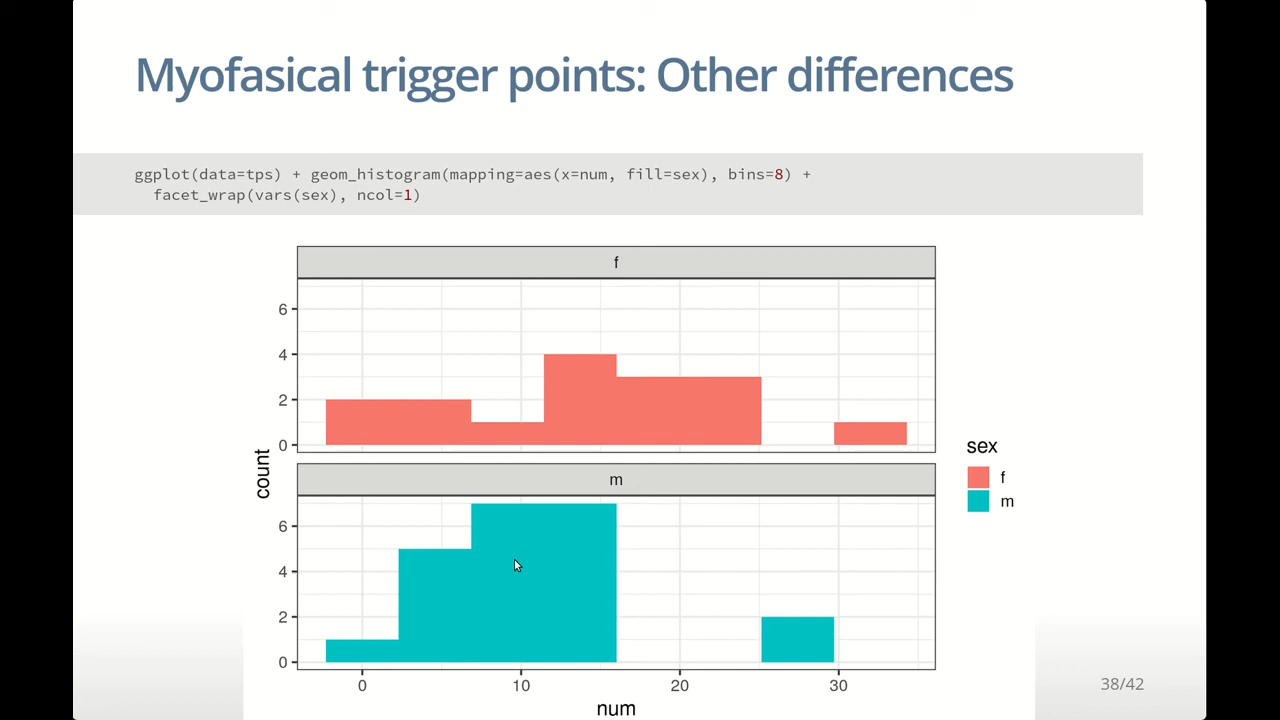 Myofasical trigger points: Other differences
ggplot(data=tps) + geom_histogram(mapping=aes(x=num, fill=sex), bins=8) +
facet_wrap(vars(sex), ncol=1)
f
6
4
2
0
m
6
4
2
0
0 10 20 30
num
count
sex
f
m
38/42